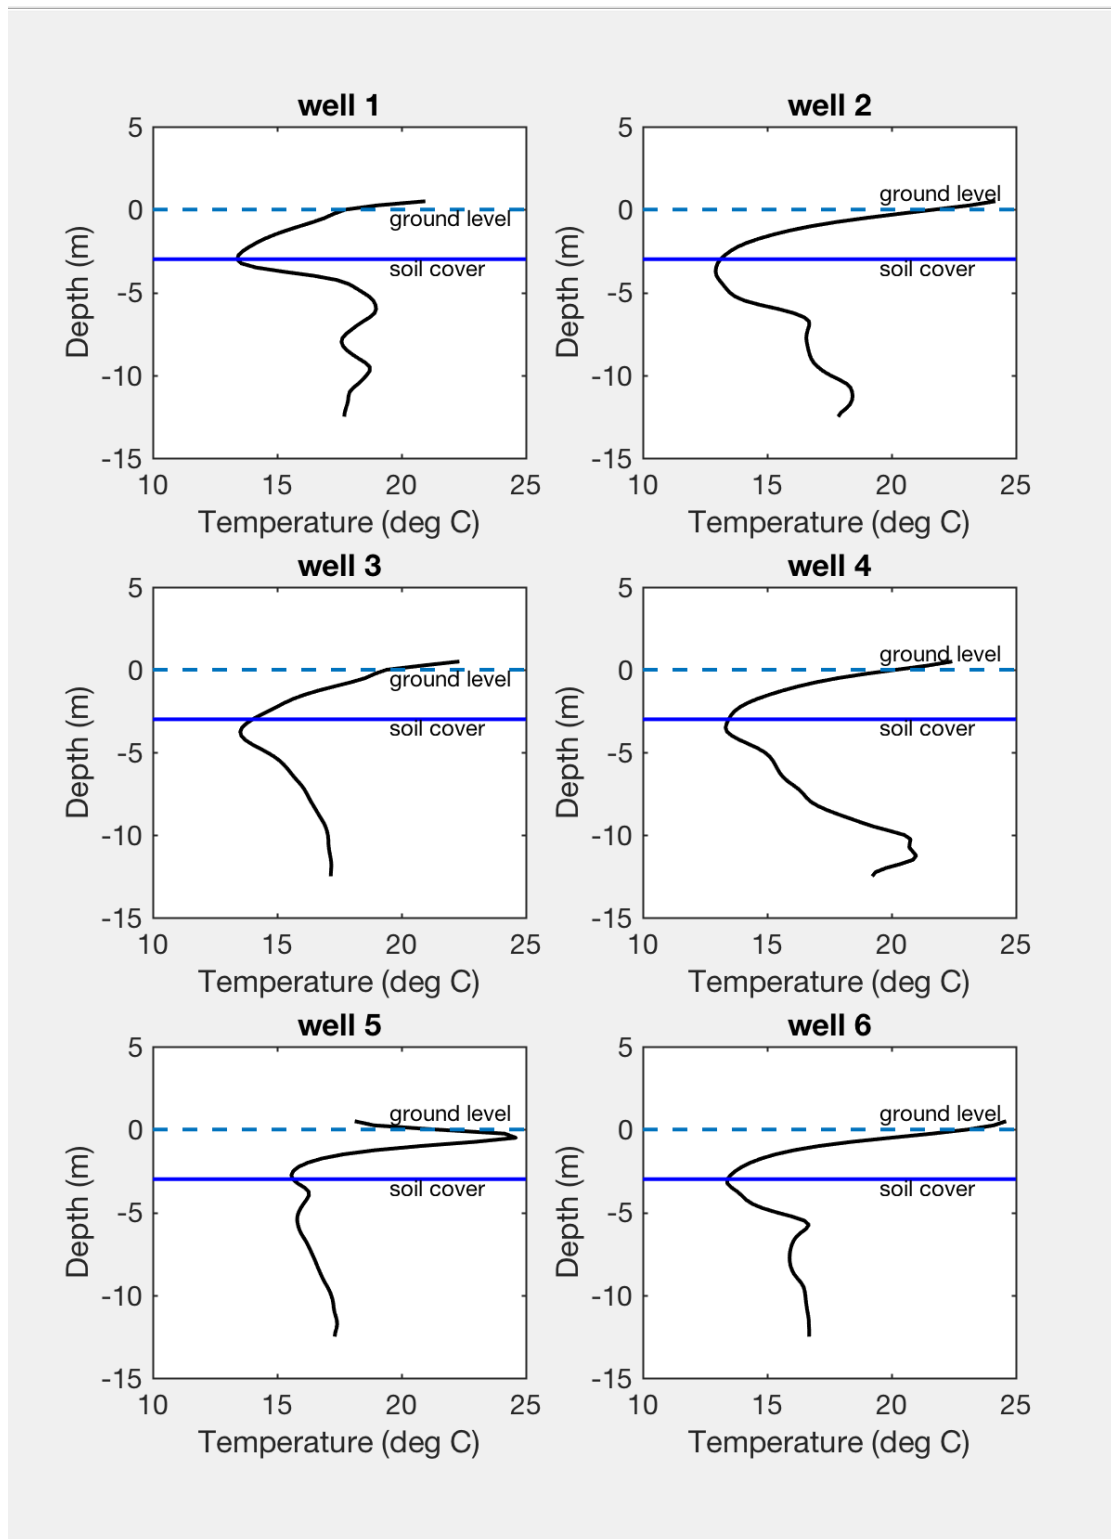 well 1
well 2
5
0
-5
-10
-15
Depth (m)
ground level
soil cover
10 15 20 25
Temperature (deg C)
5
0
-5
-10
-15
Depth (m)
ground level
soil cover
10 15 20 25
Temperature (deg C)
well 3
well 4
5
0
-5
-10
-15
Depth (m)
ground level
soil cover
10 15 20 25
Temperature (deg C)
5
0
-5
-10
-15
Depth (m)
ground level
soil cover
10 15 20 25
Temperature (deg C)
well 5
well 6
5
0
-5
-10
-15
Depth (m)
ground level
soil cover
10 15 20 25
Temperature (deg C)
5
0
-5
-10
-15
Depth (m)
ground level
soil cover
10 15 20 25
Temperature (deg C)